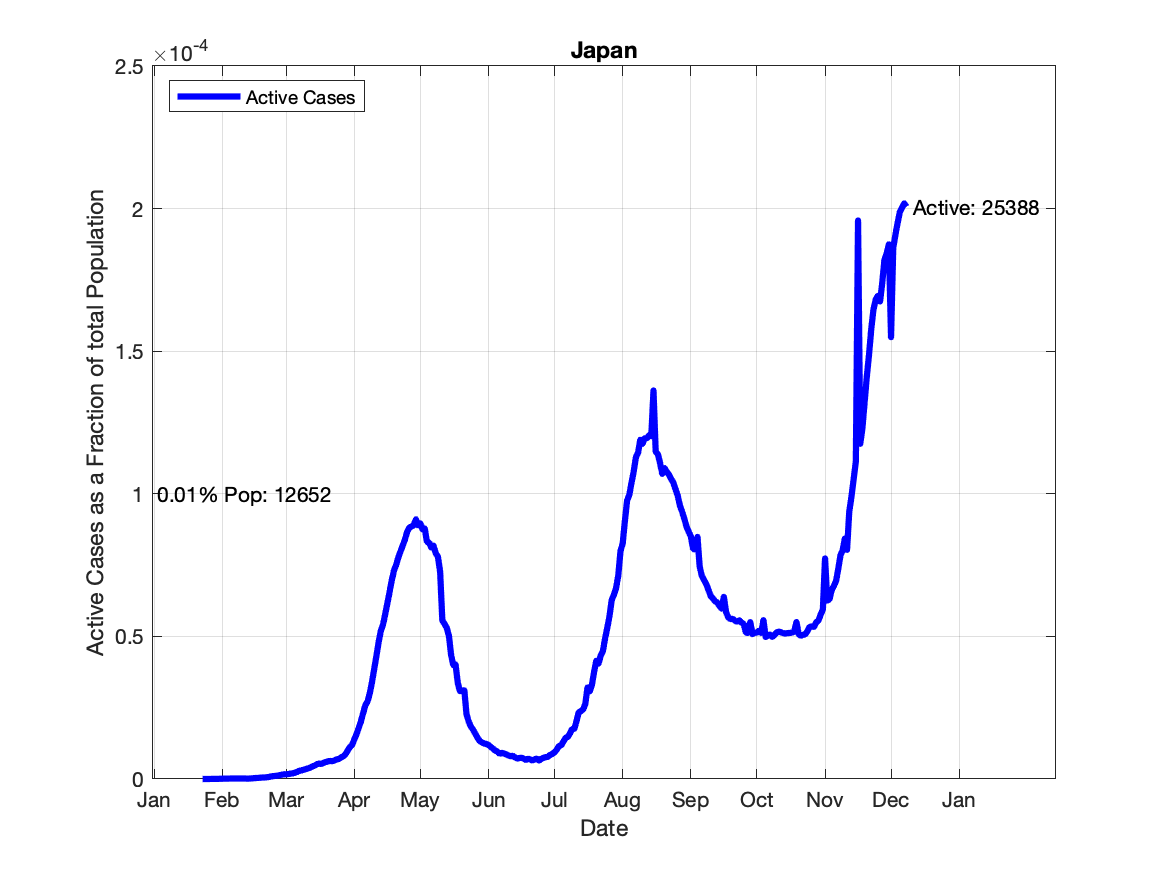 Japan
×10-4
2.5
2
1.5
1
0.5
0
Active Cases
Active: 25388
0.01% Pop: 12652
Active Cases as a Fraction of total Population
Jan Feb Mar Apr May Jun Jul Aug Sep Oct Nov Dec Jan
Date